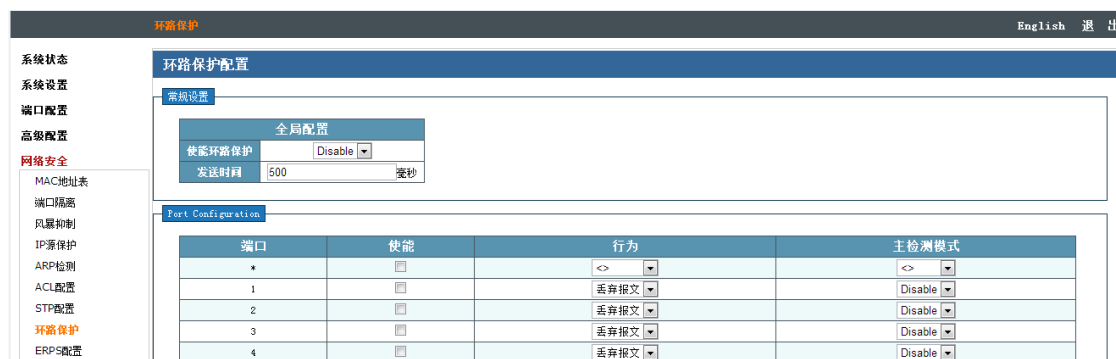 环路保护 English 退 出
系统状态
系统设置
端口配置
高级配置
网络安全
MAC地址表
端口隔离
风暴抑制
IP源保护
ARP检测
ACL配置
STP配置
环路保护
ERPS配置
环路保护配置
常规设置
全局配置
使能环路保护 Disable
发送时间 500 毫秒
Port Configuration
端口 使能 行为 主检测模式
* <> <>
1 丢弃报文 Disable
2 丢弃报文 Disable
3 丢弃报文 Disable
4 丢弃报文 Disable